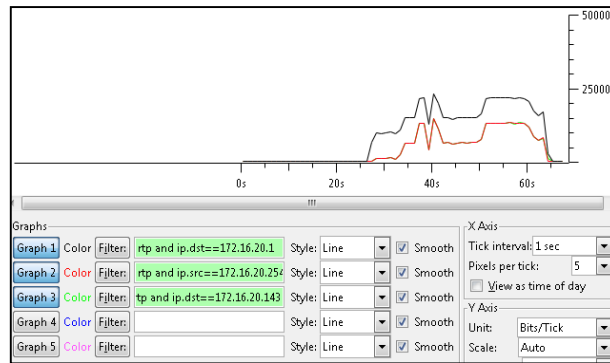 50000
25000
0s 20s 40s 60s
Graphs
Graph 1 Color Filter: rtp and ip.dst==172.16.20.1 Style: Line Smooth
Graph 2 Color Filter: rtp and ip.src==172.16.20.254 Style: Line Smooth
Graph 3 Color Filter: tp and ip.dst==172.16.20.143 Style: Line Smooth
Graph 4 Color Filter: Style: Line Smooth
Graph 5 Color Filter: Style: Line Smooth
X Axis
Tick interval: 1 sec
Pixels per tick: 5
View as time of day
Y Axis
Unit: Bits/Tick
Scale: Auto